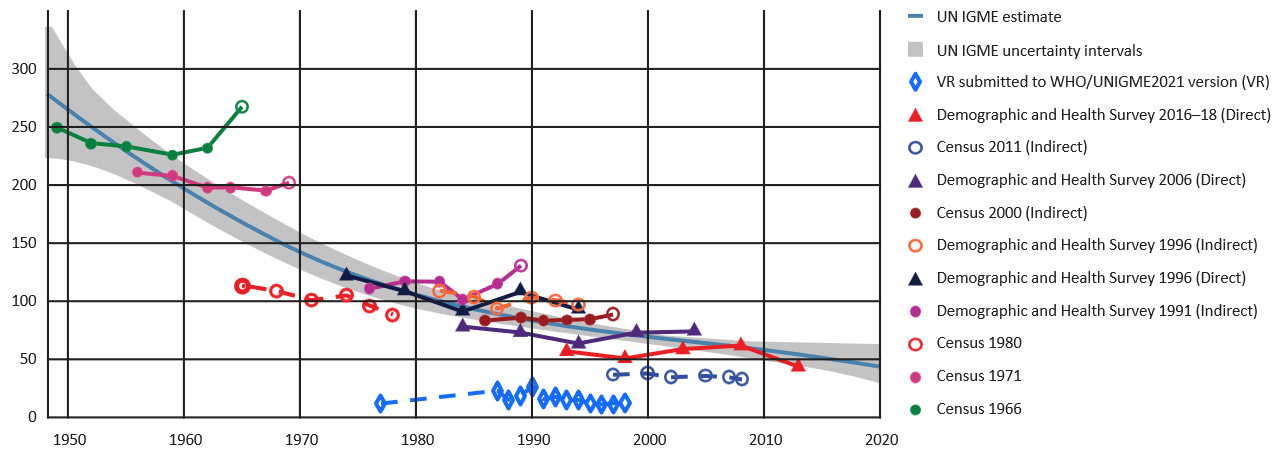 300
250
200
150
100
50
0
1950 1960 1970 1980 1990 2000 2010 2020
UN IGME estimate
UN IGME uncertainty intervals
VR submitted to WHO/UNIGME2021 version (VR)
Demographic and Health Survey 2016–18 (Direct)
Census 2011 (Indirect)
Demographic and Health Survey 2006 (Direct)
Census 2000 (Indirect)
Demographic and Health Survey 1996 (Indirect)
Demographic and Health Survey 1996 (Direct)
Demographic and Health Survey 1991 (Indirect)
Census 1980
Census 1971
Census 1966